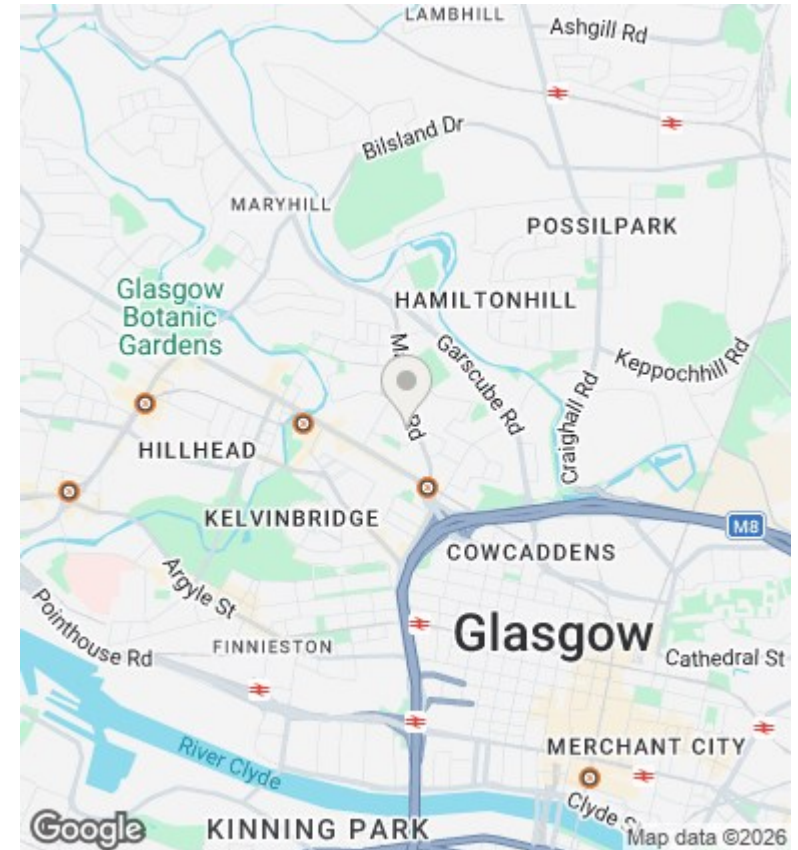 LAMBHILL
Ashgill Rd
Bilsland Dr
MARYHILL
POSSILPARK
Glasgow
Botanic
Gardens
HAMILTONHILL
Garscube Rd
Keppochhill Rd
Rd
Craighall Rd
HILLHEAD
KELVINBRIDGE
M8
COWCADDENS
Argyle St
Pointhouse Rd
Glasgow
FINNIESTON
Cathedral St
River Clyde
MERCHANT CITY
Clyde
Google
KINNING PARK
Map data ©2026